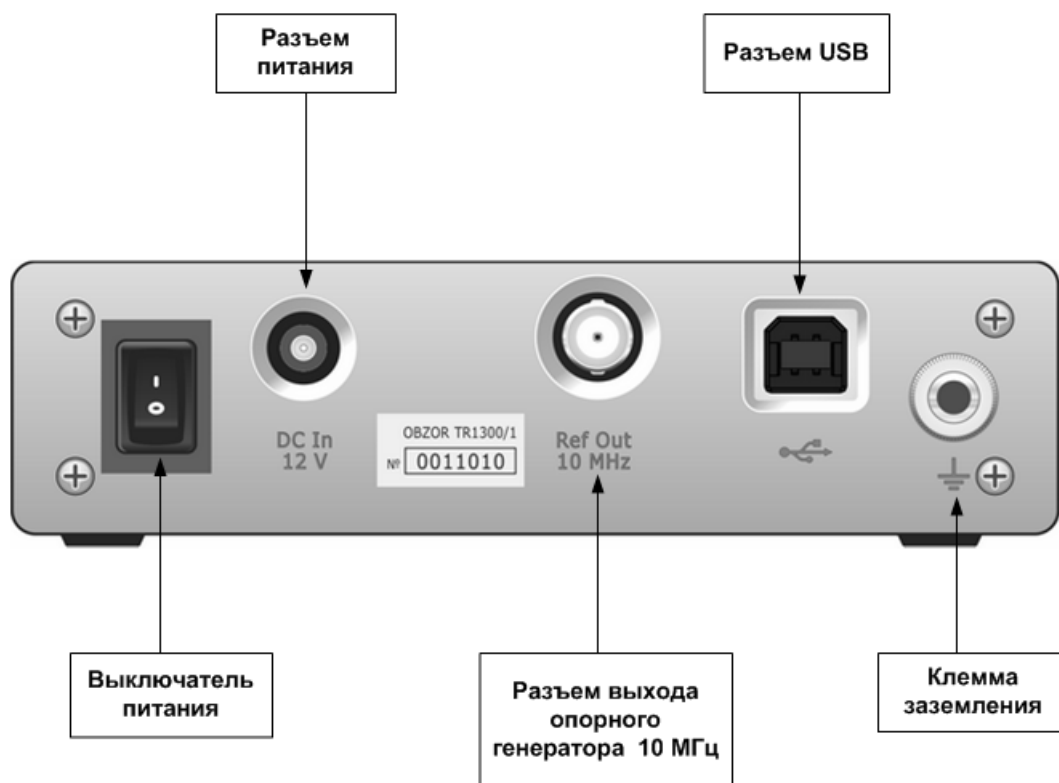 Разъем
питания
Разъем USB
I
O
DC In
12 V
OBZOR TR1300/1
№ 0011010
Ref Out
10 MHz
Выключатель
питания
Разъем выхода
опорного
генератора 10 МГц
Клемма
заземления